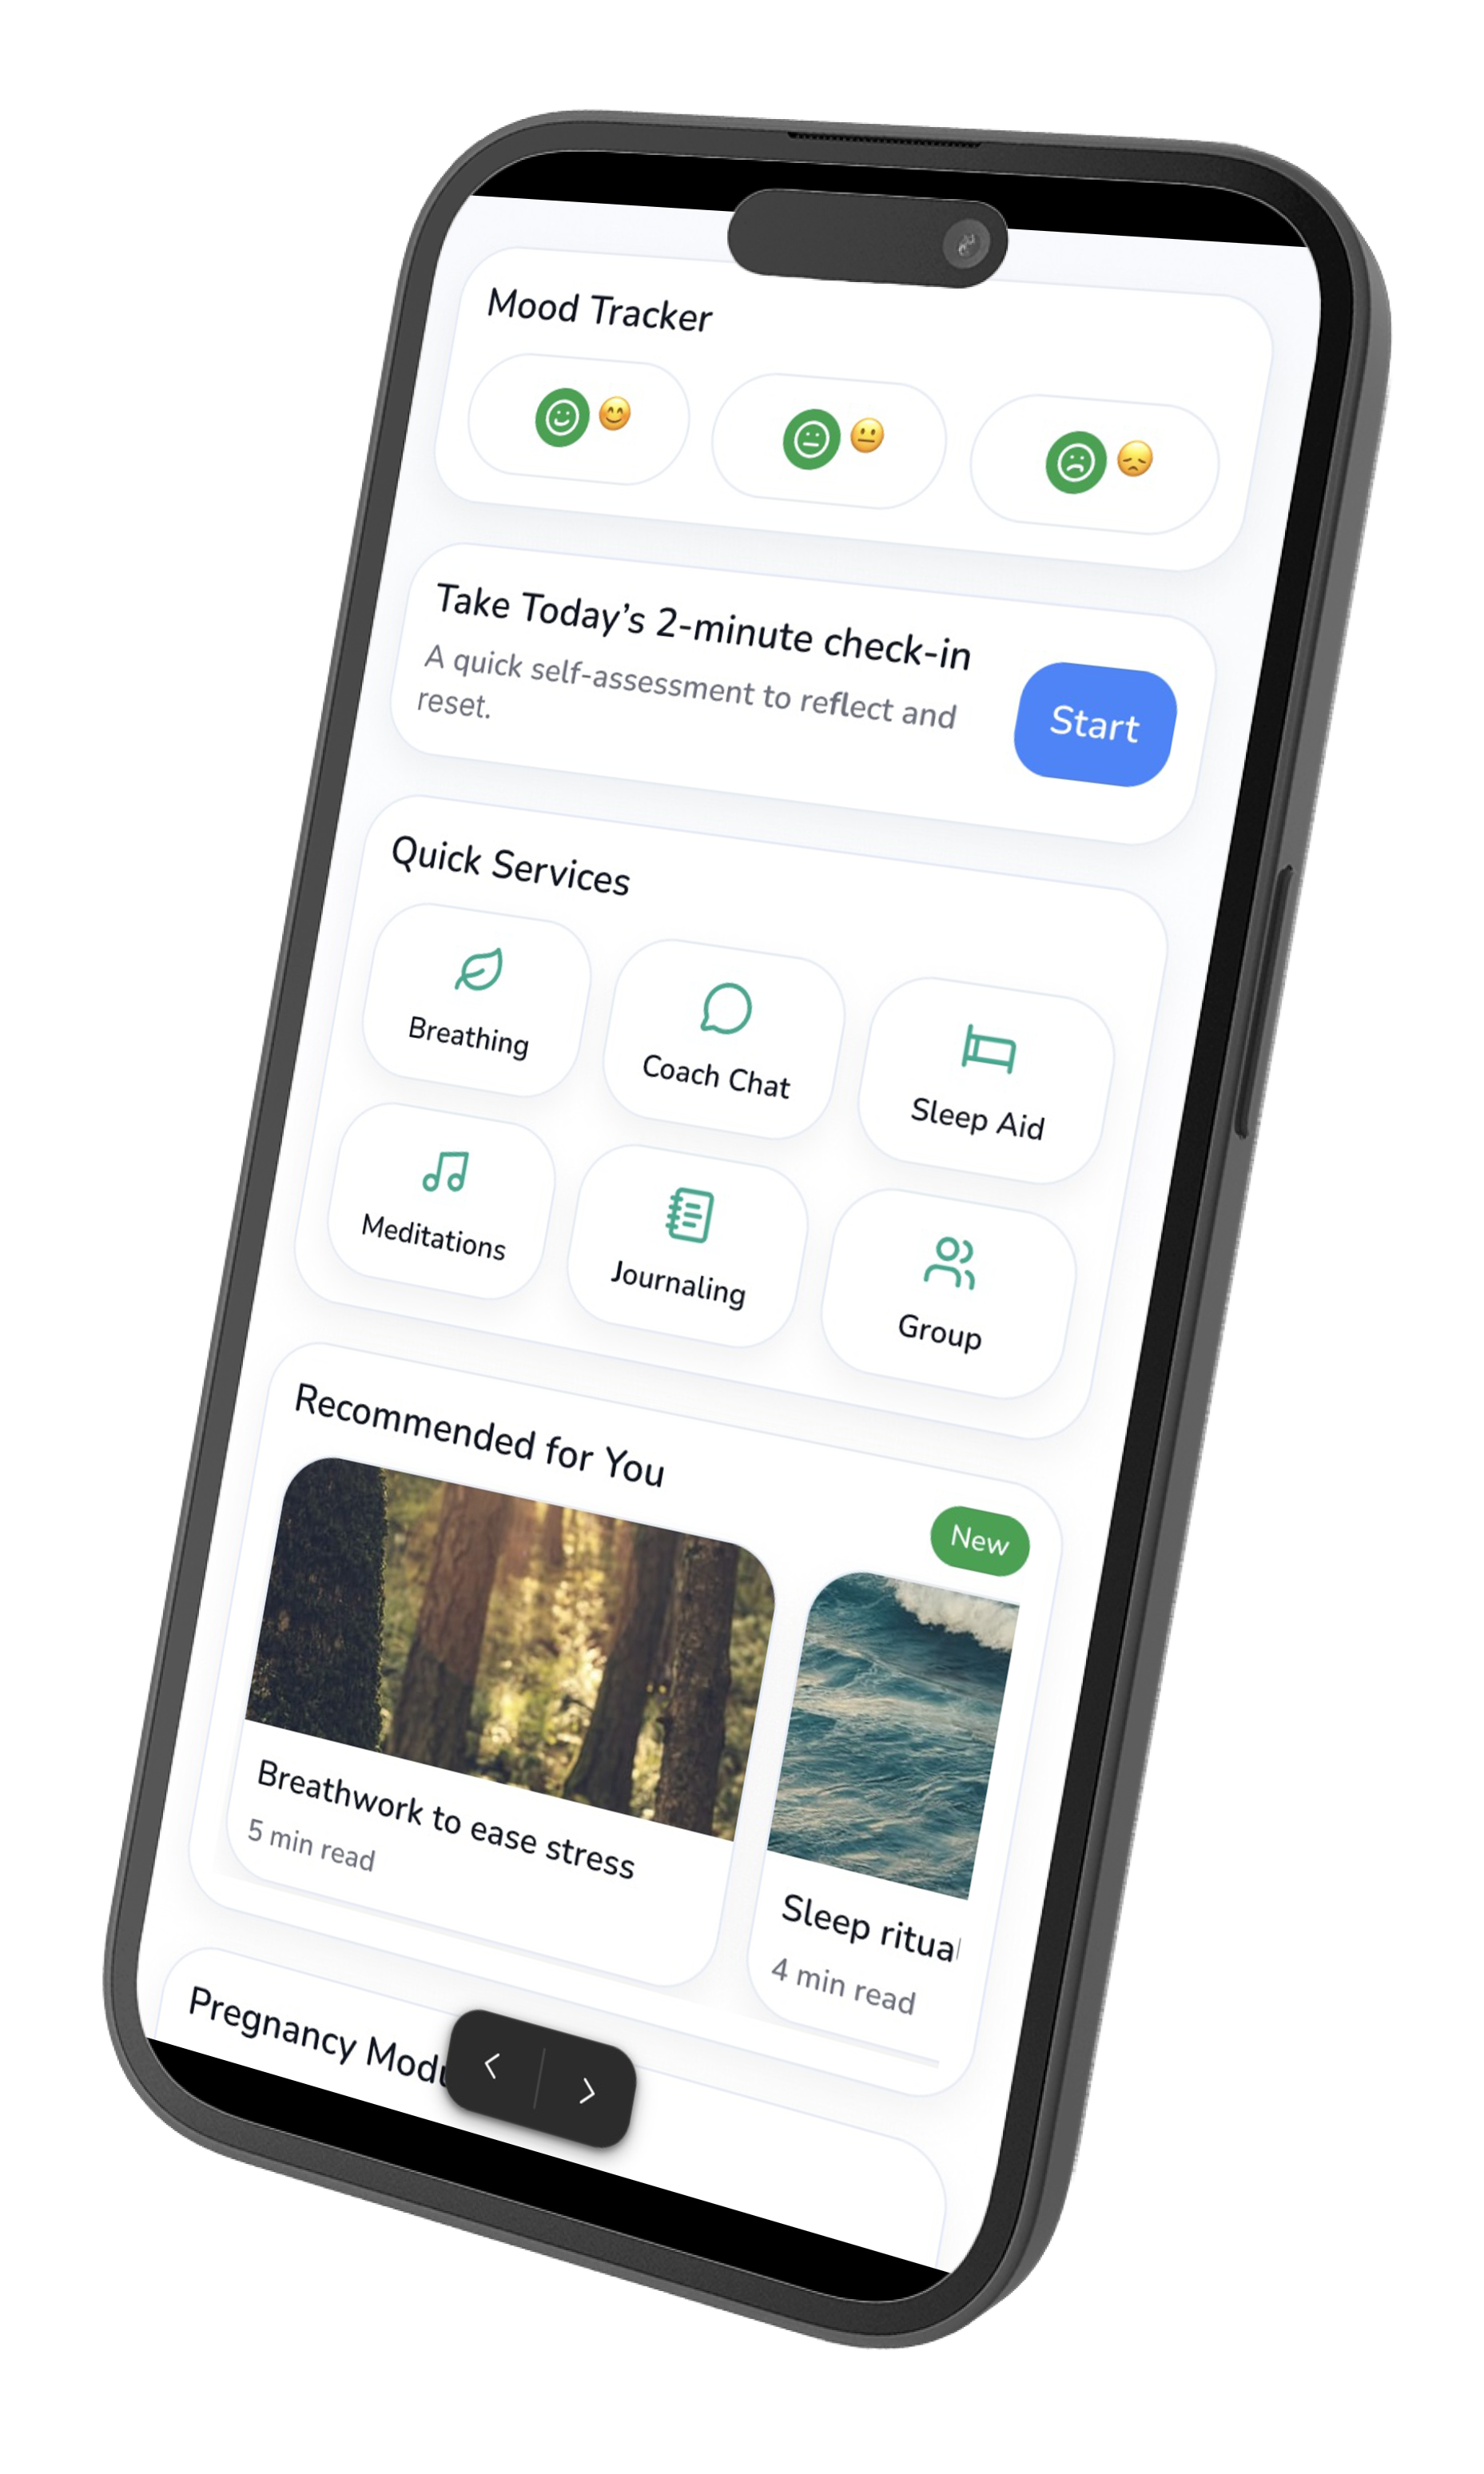 Mood Tracker
😊
😐
😞
Take Today’s 2-minute check-in
A quick self-assessment to reflect and
reset.
Start
Quick Services
Breathing
Coach Chat
Sleep Aid
Meditations
Journaling
Group
Recommended for You
New
Breathwork to ease stress
5 min read
Sleep ritual
4 min read
Pregnancy